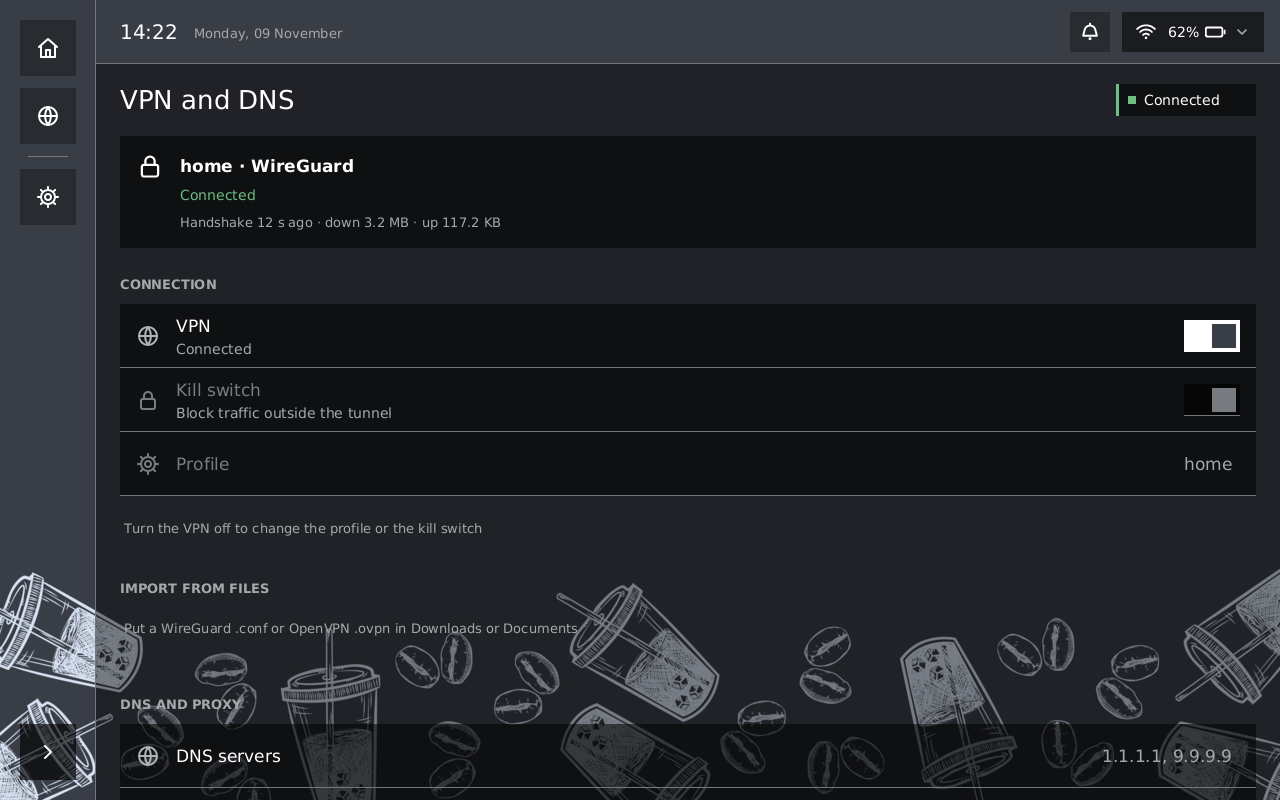 14:22 Monday, 09 November 62%
VPN and DNS
Connected
home · WireGuard
Connected
Handshake 12 s ago · down 3.2 MB · up 117.2 KB
CONNECTION
VPN
Connected
Kill switch
Block traffic outside the tunnel
Profile home
Turn the VPN off to change the profile or the kill switch
IMPORT FROM FILES
Put a WireGuard .conf or OpenVPN .ovpn in Downloads or Documents
DNS AND PROXY
DNS servers 1.1.1.1, 9.9.9.9